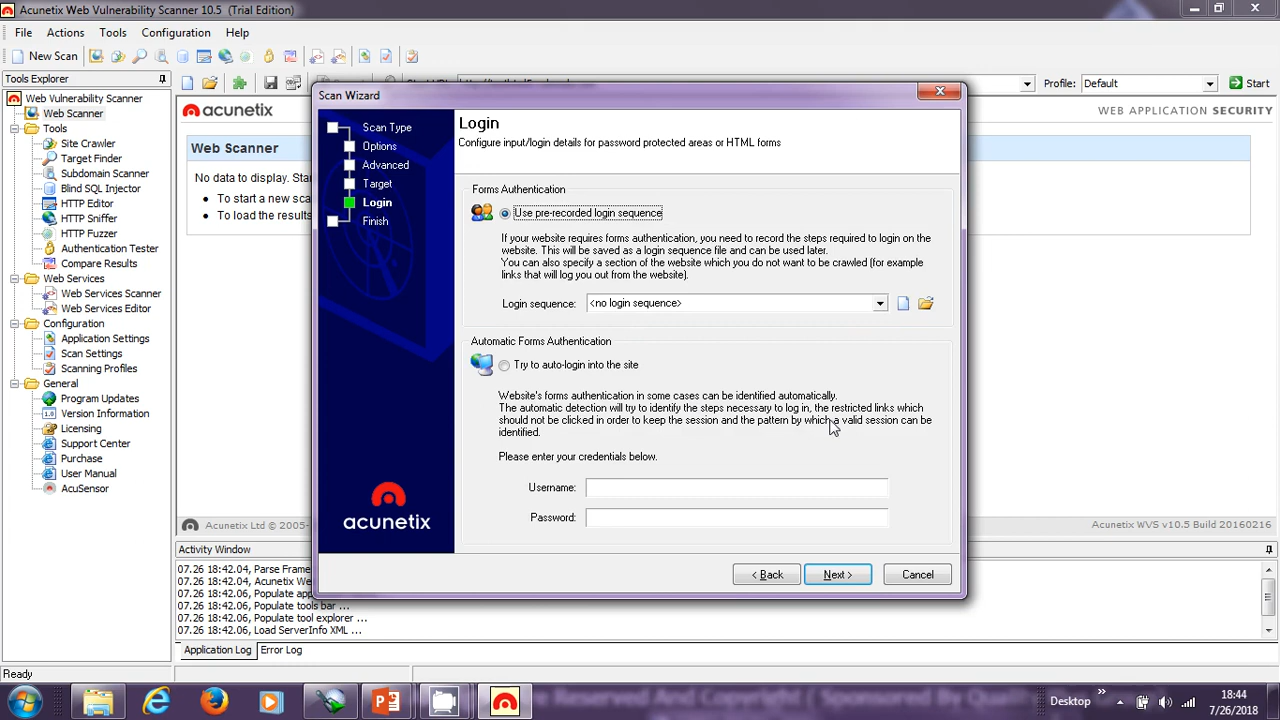 Acunetix Web Vulnerability Scanner 10.5 (Trial Edition)
File Actions Tools Configuration Help
New Scan
Tools Explorer
Profile: Default Start
Web Vulnerability Scanner
Web Scanner
Tools
Site Crawler
Target Finder
Subdomain Scanner
Blind SQL Injector
HTTP Editor
HTTP Sniffer
HTTP Fuzzer
Authentication Tester
Compare Results
Web Services
Web Services Scanner
Web Services Editor
Configuration
Application Settings
Scan Settings
Scanning Profiles
General
Program Updates
Version Information
Licensing
Support Center
Purchase
User Manual
AcuSensor
acunetix
WEB APPLICATION SECURITY
Web Scanner
No data to display. Star
To start a new sca
To load the results
Scan Wizard
Scan Type
Options
Advanced
Target
Login
Finish
acunetix
Login
Configure input/login details for password protected areas or HTML forms
Forms Authentication
Use pre-recorded login sequence
If your website requires forms authentication, you need to record the steps required to login on the
website. This will be saved as a login sequence file and can be used later.
You can also specify a section of the website which you do not want to be crawled (for example
links that will log you out from the website).
Login sequence: <no login sequence>
Automatic Forms Authentication
Try to auto-login into the site
Website's forms authentication in some cases can be identified automatically.
The automatic detection will try to identify the steps necessary to log in, the restricted links which
should not be clicked in order to keep the session and the pattern by which a valid session can be
identified.
Please enter your credentials below.
Username:
Password:
< Back Next > Cancel
Acunetix Ltd © 2005-
Acunetix WVS v10.5 Build 20160216
Activity Window
07.26 18:42.04, Parse Frame
07.26 18:42.04, Acunetix We
07.26 18:42.06, Populate app
07.26 18:42.06, Populate tools bar ...
07.26 18:42.06, Populate tool explorer ...
07.26 18:42.06, Load ServerInfo XML ...
Application Log Error Log
Ready
Desktop
18:44
7/26/2018